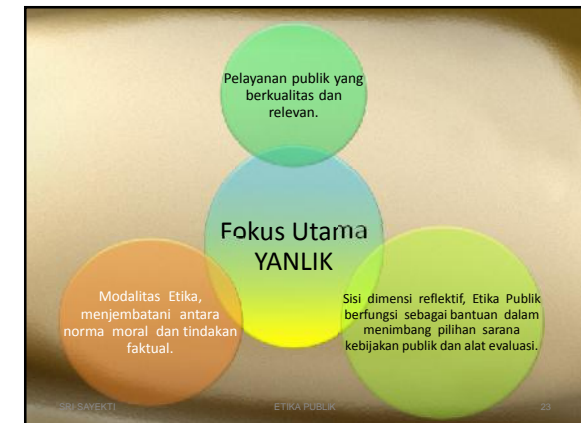 Pelayanan publik yang
berkualitas dan
relevan.
Fokus Utama
YANLIK
Modalitas Etika,
menjembatani antara
norma moral dan tindakan
faktual.
Sisi dimensi reflektif, Etika Publik
berfungsi sebagai bantuan dalam
menimbang pilihan sarana
kebijakan publik dan alat evaluasi.
SRI SAYEKTI
ETIKA PUBLIK
23